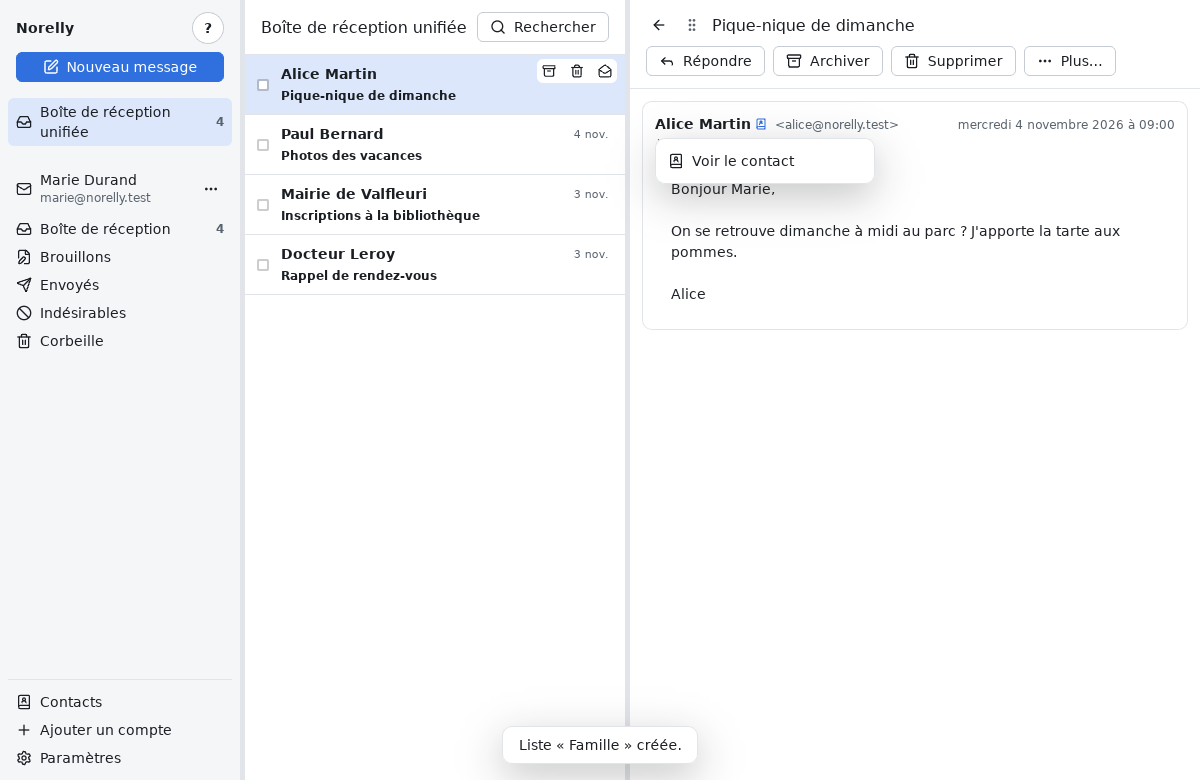 Norelly
?
Nouveau message
Boîte de réception
unifiée
4
Marie Durand
marie@norelly.test
Boîte de réception
4
Brouillons
Envoyés
Indésirables
Corbeille
Contacts
Ajouter un compte
Paramètres
Boîte de réception unifiée
Rechercher
Alice Martin
Pique-nique de dimanche
Paul Bernard
4 nov.
Photos des vacances
Mairie de Valfleuri
3 nov.
Inscriptions à la bibliothèque
Docteur Leroy
3 nov.
Rappel de rendez-vous
Pique-nique de dimanche
Répondre
Archiver
Supprimer
Plus...
Alice Martin <alice@norelly.test>
mercredi 4 novembre 2026 à 09:00
Voir le contact
Bonjour Marie,
On se retrouve dimanche à midi au parc ? J'apporte la tarte aux
pommes.
Alice
Liste « Famille » créée.